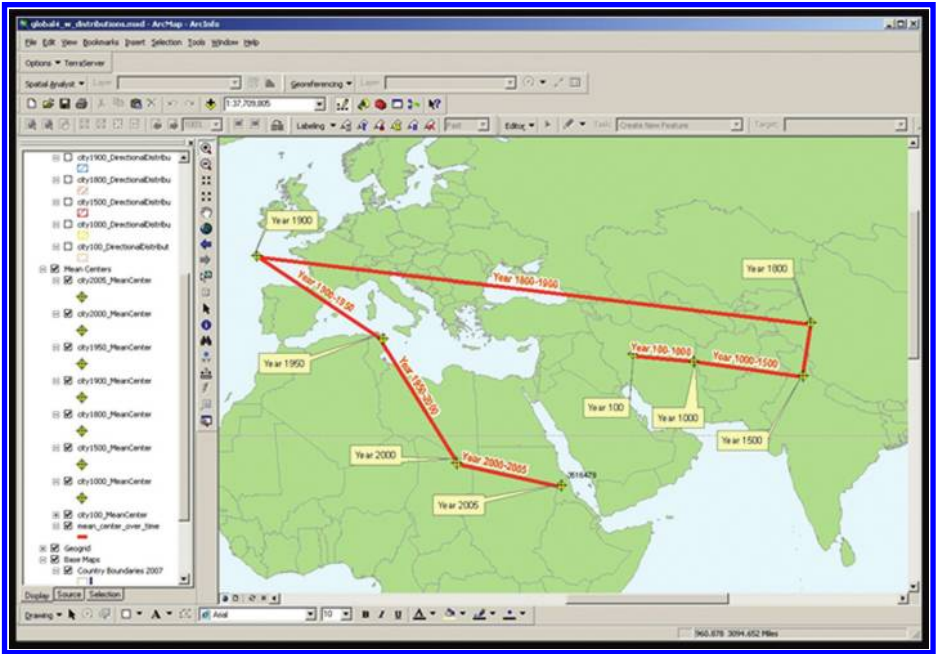 global4_w_distributions.mxd - ArcMap - ArcInfo
File Edit View Bookmarks Insert Selection Tools Window Help
Options TerraServer
Spatial Analyst Layer: Georeferencing Layer:
1:37,709,805
100% Labeling Fast Editor Task: Create New Feature Target:
city1900_DirectionalDistribu
city1800_DirectionalDistribu
city1500_DirectionalDistribu
city1000_DirectionalDistribu
city100_DirectionalDistribut
Mean Centers
city2005_MeanCenter
city2000_MeanCenter
city1950_MeanCenter
city1900_MeanCenter
city1800_MeanCenter
city1500_MeanCenter
city1000_MeanCenter
city100_MeanCenter
mean_center_over_time
Geogrid
Base Maps
Country Boundaries 2007
Display Source Selection
Year 1900
Year 1800
Year 1800-1900
Year 1900-1950
Year 1950
Year 100-1000
Year 1000-1500
Year 1950-2000
Year 100
Year 1000
Year 1500
Year 2000
Year 2000-2005
Year 2005
Drawing A Arial 10 B I U A
960.878 3094.652 Miles